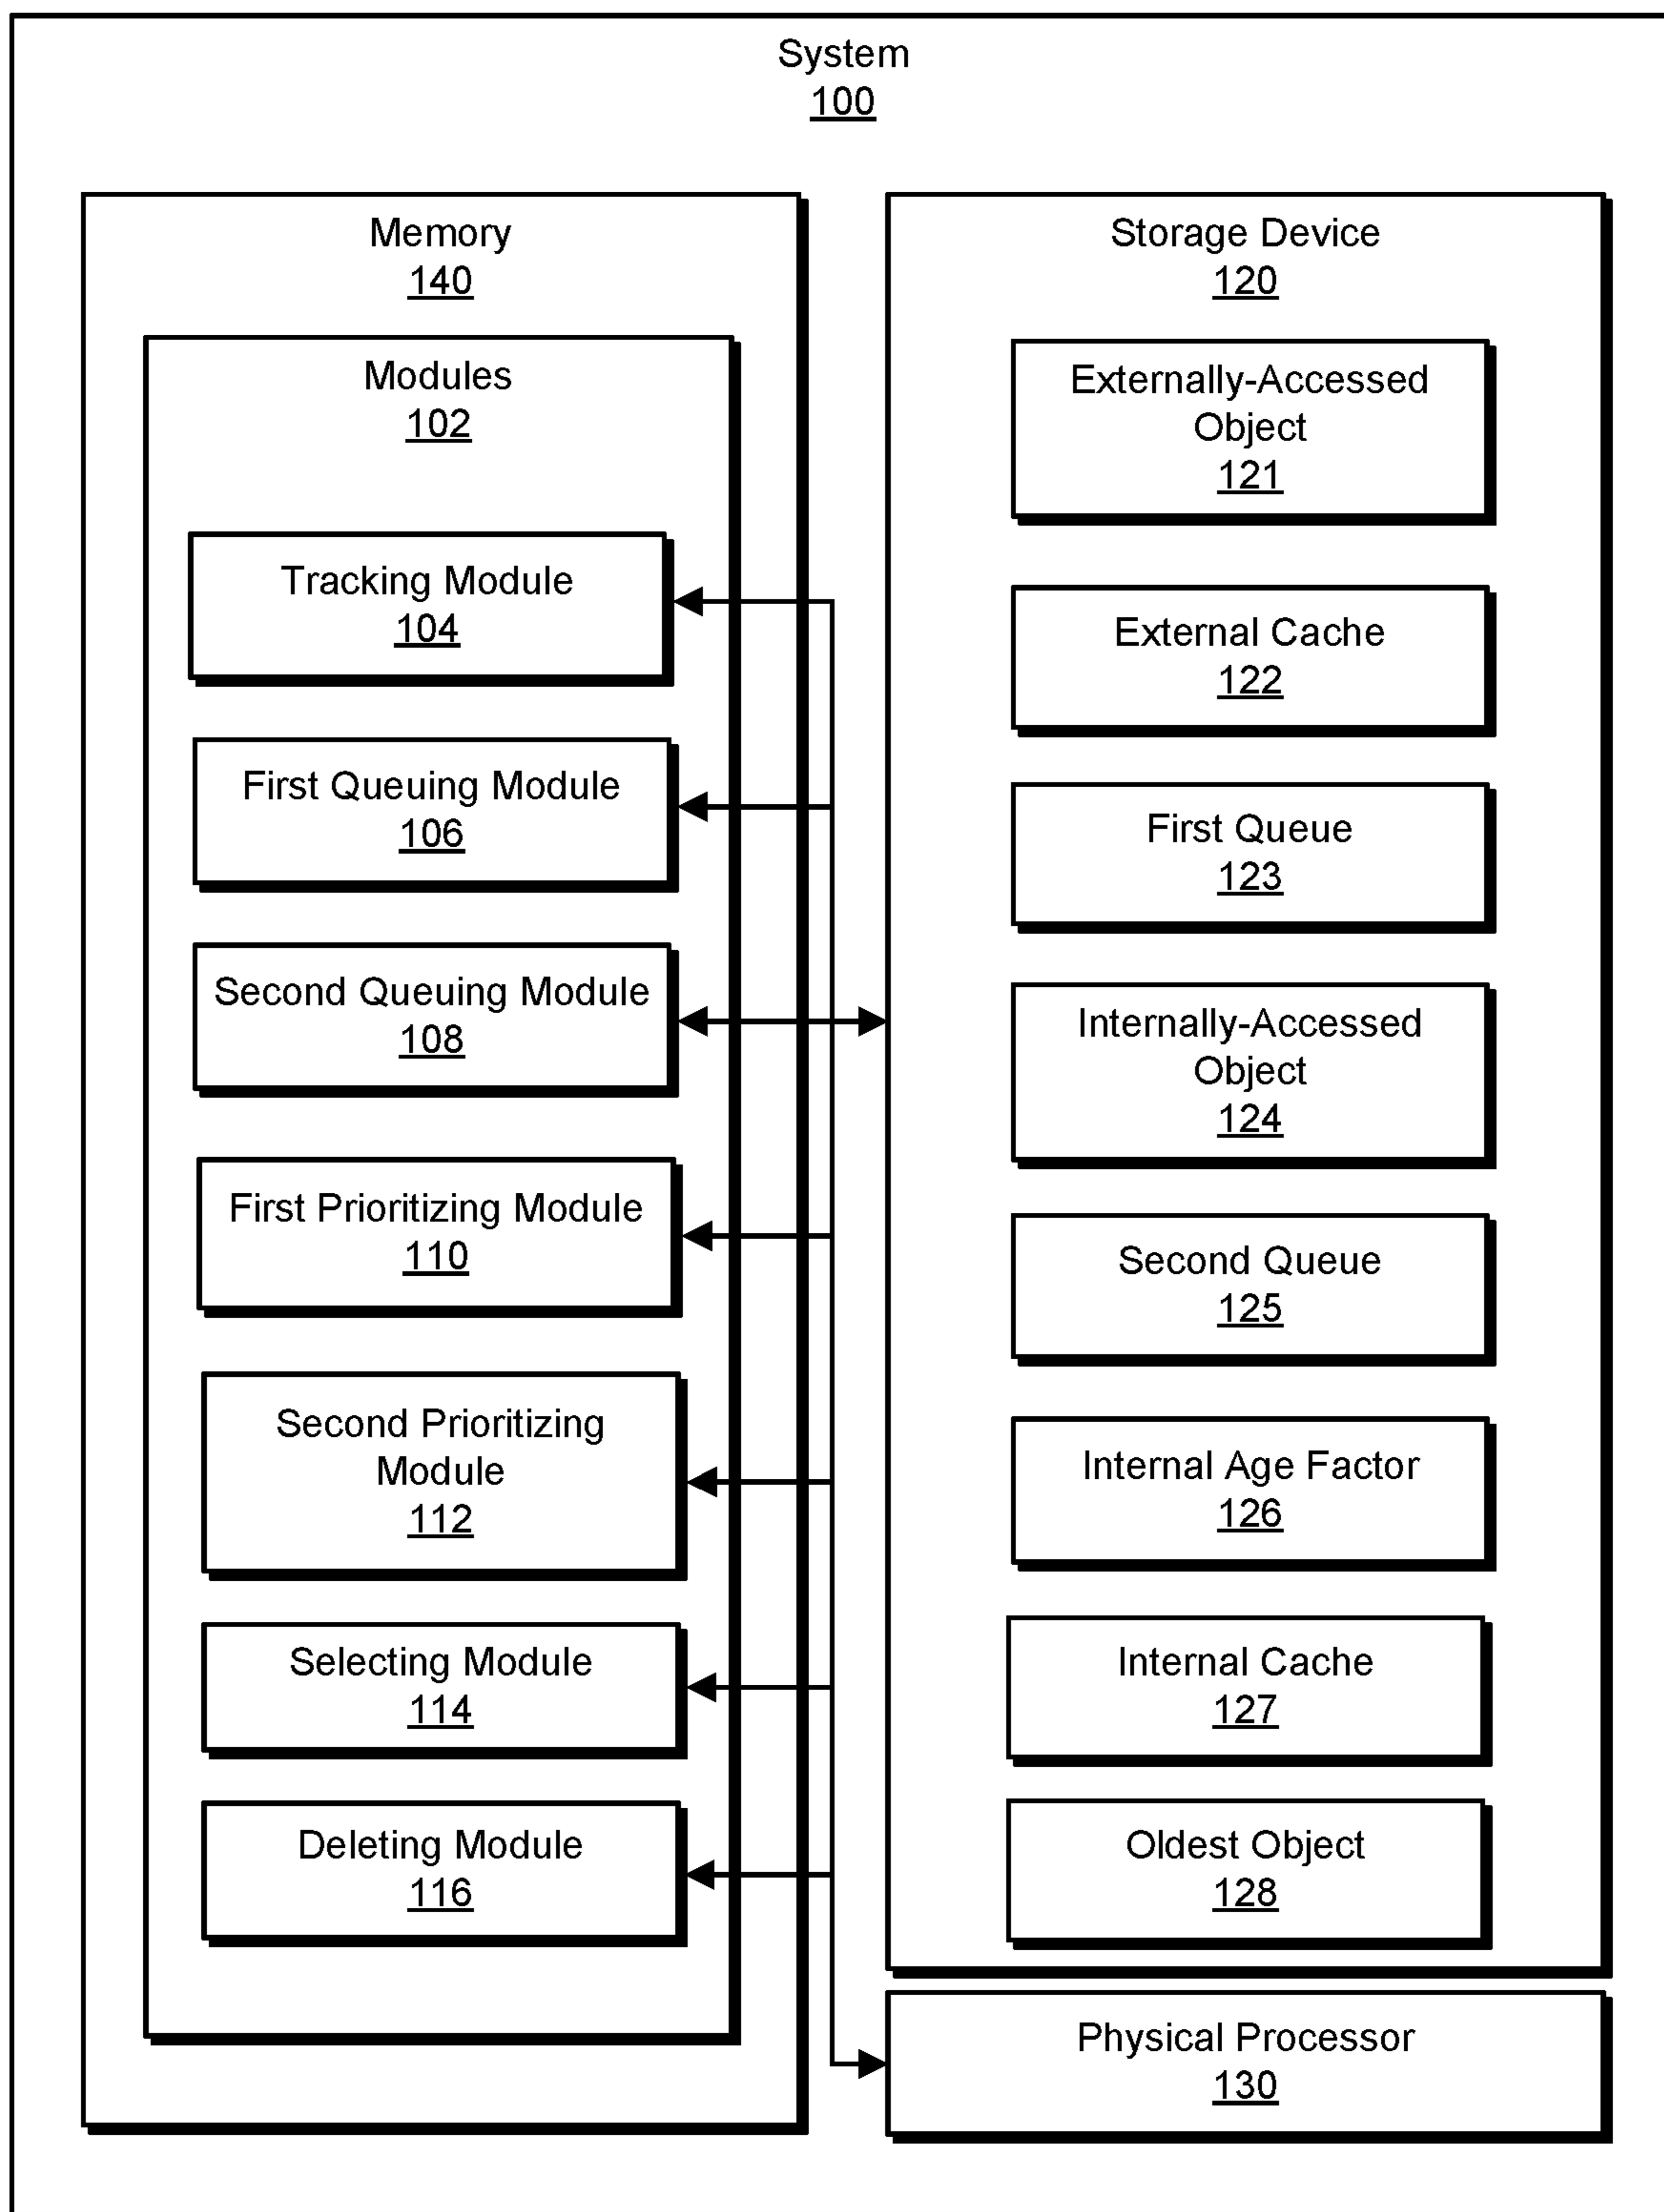 System
100
Memory
140
Modules
102
Tracking Module
104
First Queuing Module
106
Second Queuing Module
108
First Prioritizing Module
110
Second Prioritizing
Module
112
Selecting Module
114
Deleting Module
116
Storage Device
120
Externally-Accessed
Object
121
External Cache
122
First Queue
123
Internally-Accessed
Object
124
Second Queue
125
Internal Age Factor
126
Internal Cache
127
Oldest Object
128
Physical Processor
130